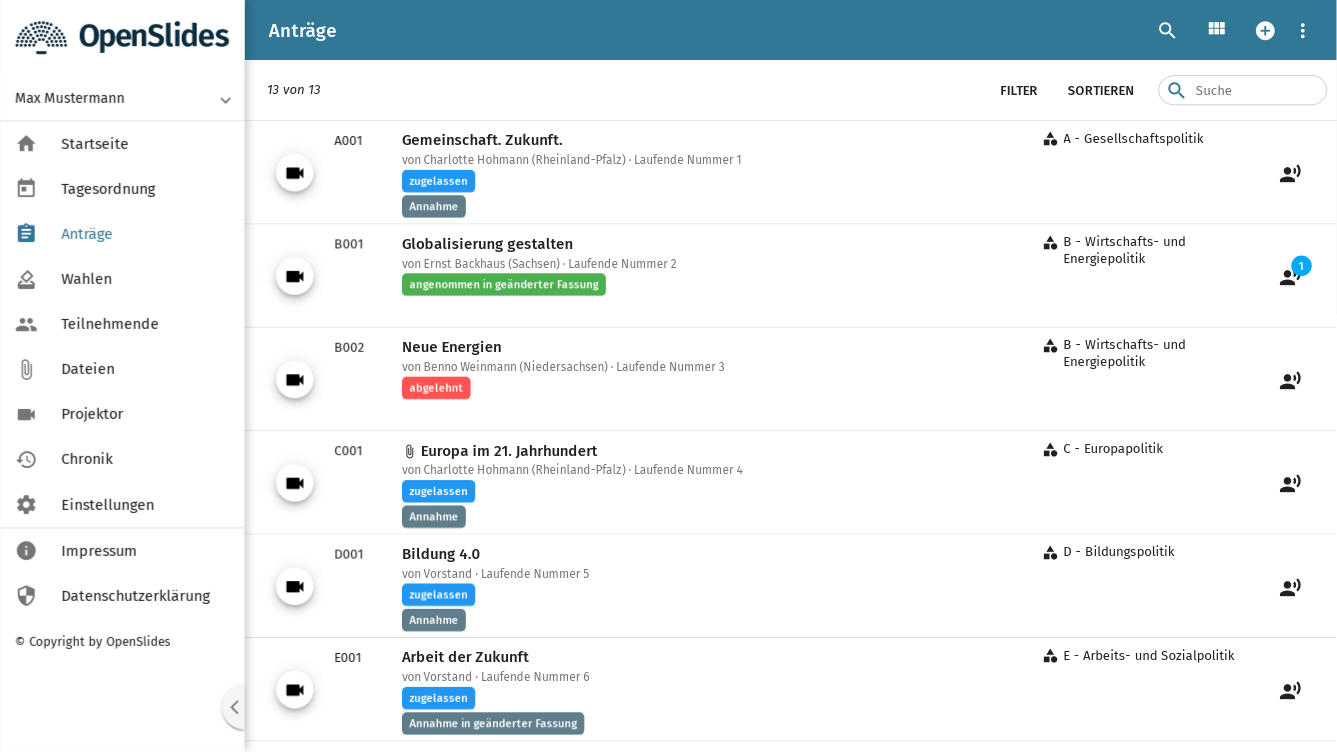 OpenSlides
Max Mustermann
Startseite
Tagesordnung
Anträge
Wahlen
Teilnehmende
Dateien
Projektor
Chronik
Einstellungen
Impressum
Datenschutzerklärung
© Copyright by OpenSlides
Anträge
13 von 13
FILTER
SORTIEREN
Suche
A001
Gemeinschaft. Zukunft.
von Charlotte Hohmann (Rheinland-Pfalz) · Laufende Nummer 1
zugelassen
Annahme
A - Gesellschaftspolitik
B001
Globalisierung gestalten
von Ernst Backhaus (Sachsen) · Laufende Nummer 2
angenommen in geänderter Fassung
B - Wirtschafts- und
Energiepolitik
1
B002
Neue Energien
von Benno Weinmann (Niedersachsen) · Laufende Nummer 3
abgelehnt
B - Wirtschafts- und
Energiepolitik
C001
Europa im 21. Jahrhundert
von Charlotte Hohmann (Rheinland-Pfalz) · Laufende Nummer 4
zugelassen
Annahme
C - Europapolitik
D001
Bildung 4.0
von Vorstand · Laufende Nummer 5
zugelassen
Annahme
D - Bildungspolitik
E001
Arbeit der Zukunft
von Vorstand · Laufende Nummer 6
zugelassen
Annahme in geänderter Fassung
E - Arbeits- und Sozialpolitik